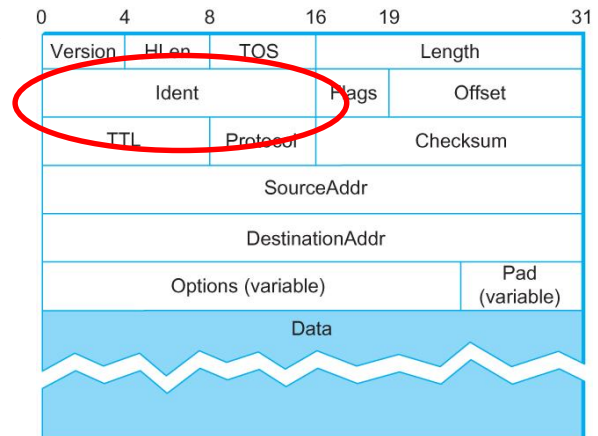 0 4 8 16 19 31
Version HLen TOS Length
Ident Flags Offset
TTL Protocol Checksum
SourceAddr
DestinationAddr
Options (variable) Pad (variable)
Data